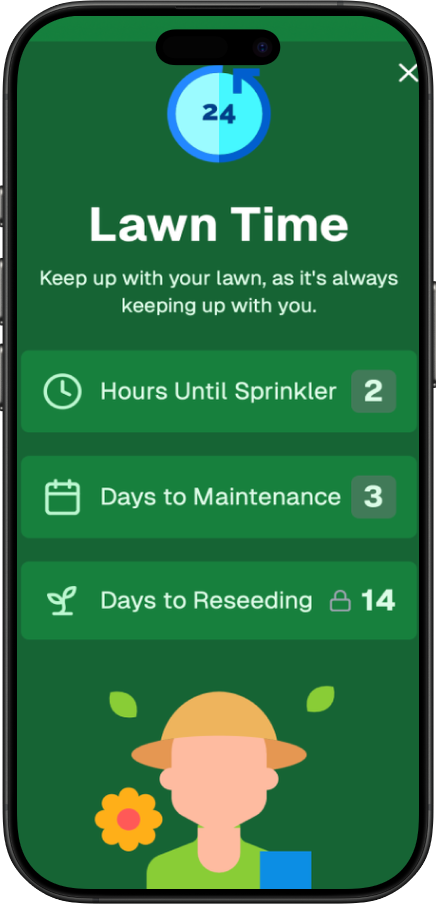 24
Lawn Time
Keep up with your lawn, as it's always
keeping up with you.
Hours Until Sprinkler 2
Days to Maintenance 3
Days to Reseeding 14